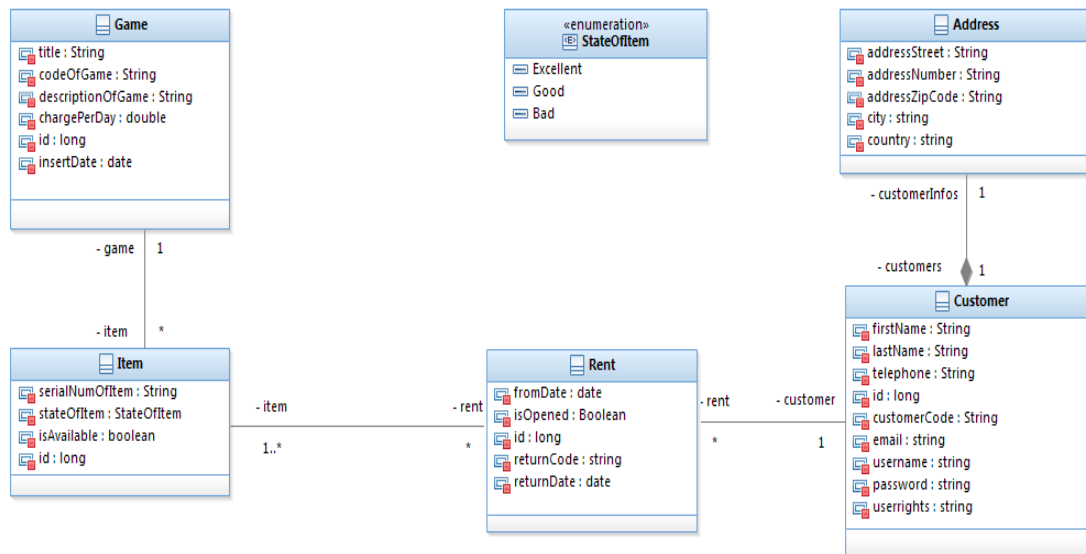 Game
title : String
codeOfGame : String
descriptionOfGame : String
chargePerDay : double
id : long
insertDate : date
«enumeration»
StateOfItem
Excellent
Good
Bad
Address
addressStreet : String
addressNumber : String
addressZipCode : String
city : string
country : string
- game 1
- item *
- customerInfos 1
- customers 1
Item
serialNumOfItem : String
stateOfItem : StateOfItem
isAvailable : boolean
id : long
- item
1..*
- rent
*
Rent
fromDate : date
isOpened : Boolean
id : long
returnCode : string
returnDate : date
- rent
*
- customer
1
Customer
firstName : String
lastName : String
telephone : String
id : long
customerCode : String
email : string
username : string
password : string
userrights : string